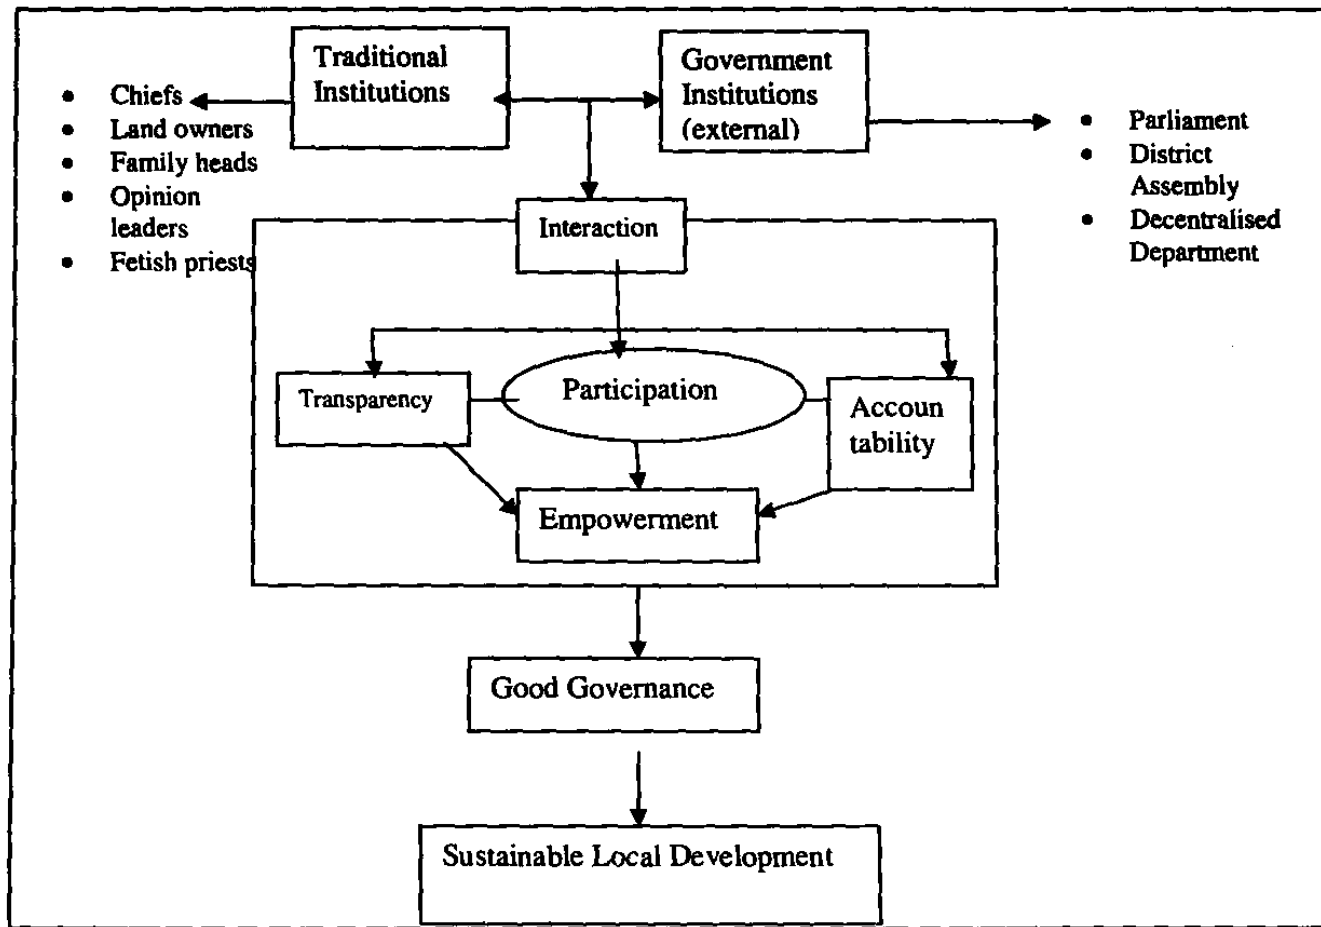 Traditional
Institutions
Government
Institutions
(external)
• Chiefs
• Land owners
• Family heads
• Opinion
leaders
• Fetish priests
• Parliament
• District
Assembly
• Decentralised
Department
Interaction
Transparency
Participation
Accoun
tability
Empowerment
Good Governance
Sustainable Local Development